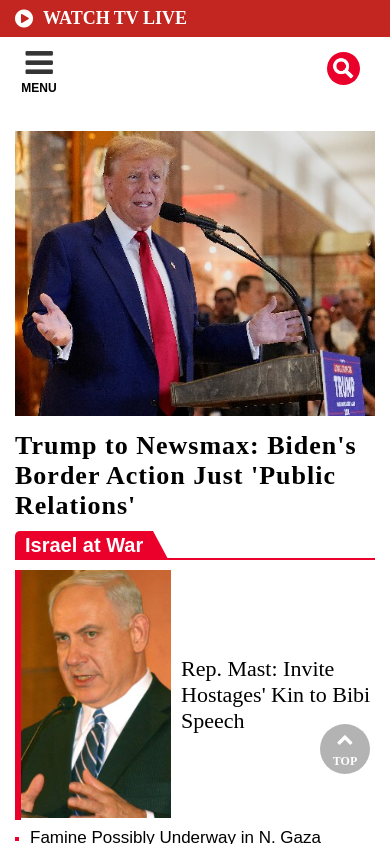 WATCH TV LIVE
MENU
TRUMP
Trump to Newsmax: Biden's
Border Action Just 'Public
Relations'
Israel at War
Rep. Mast: Invite
Hostages' Kin to Bibi
Speech
TOP
Famine Possibly Underway in N. Gaza